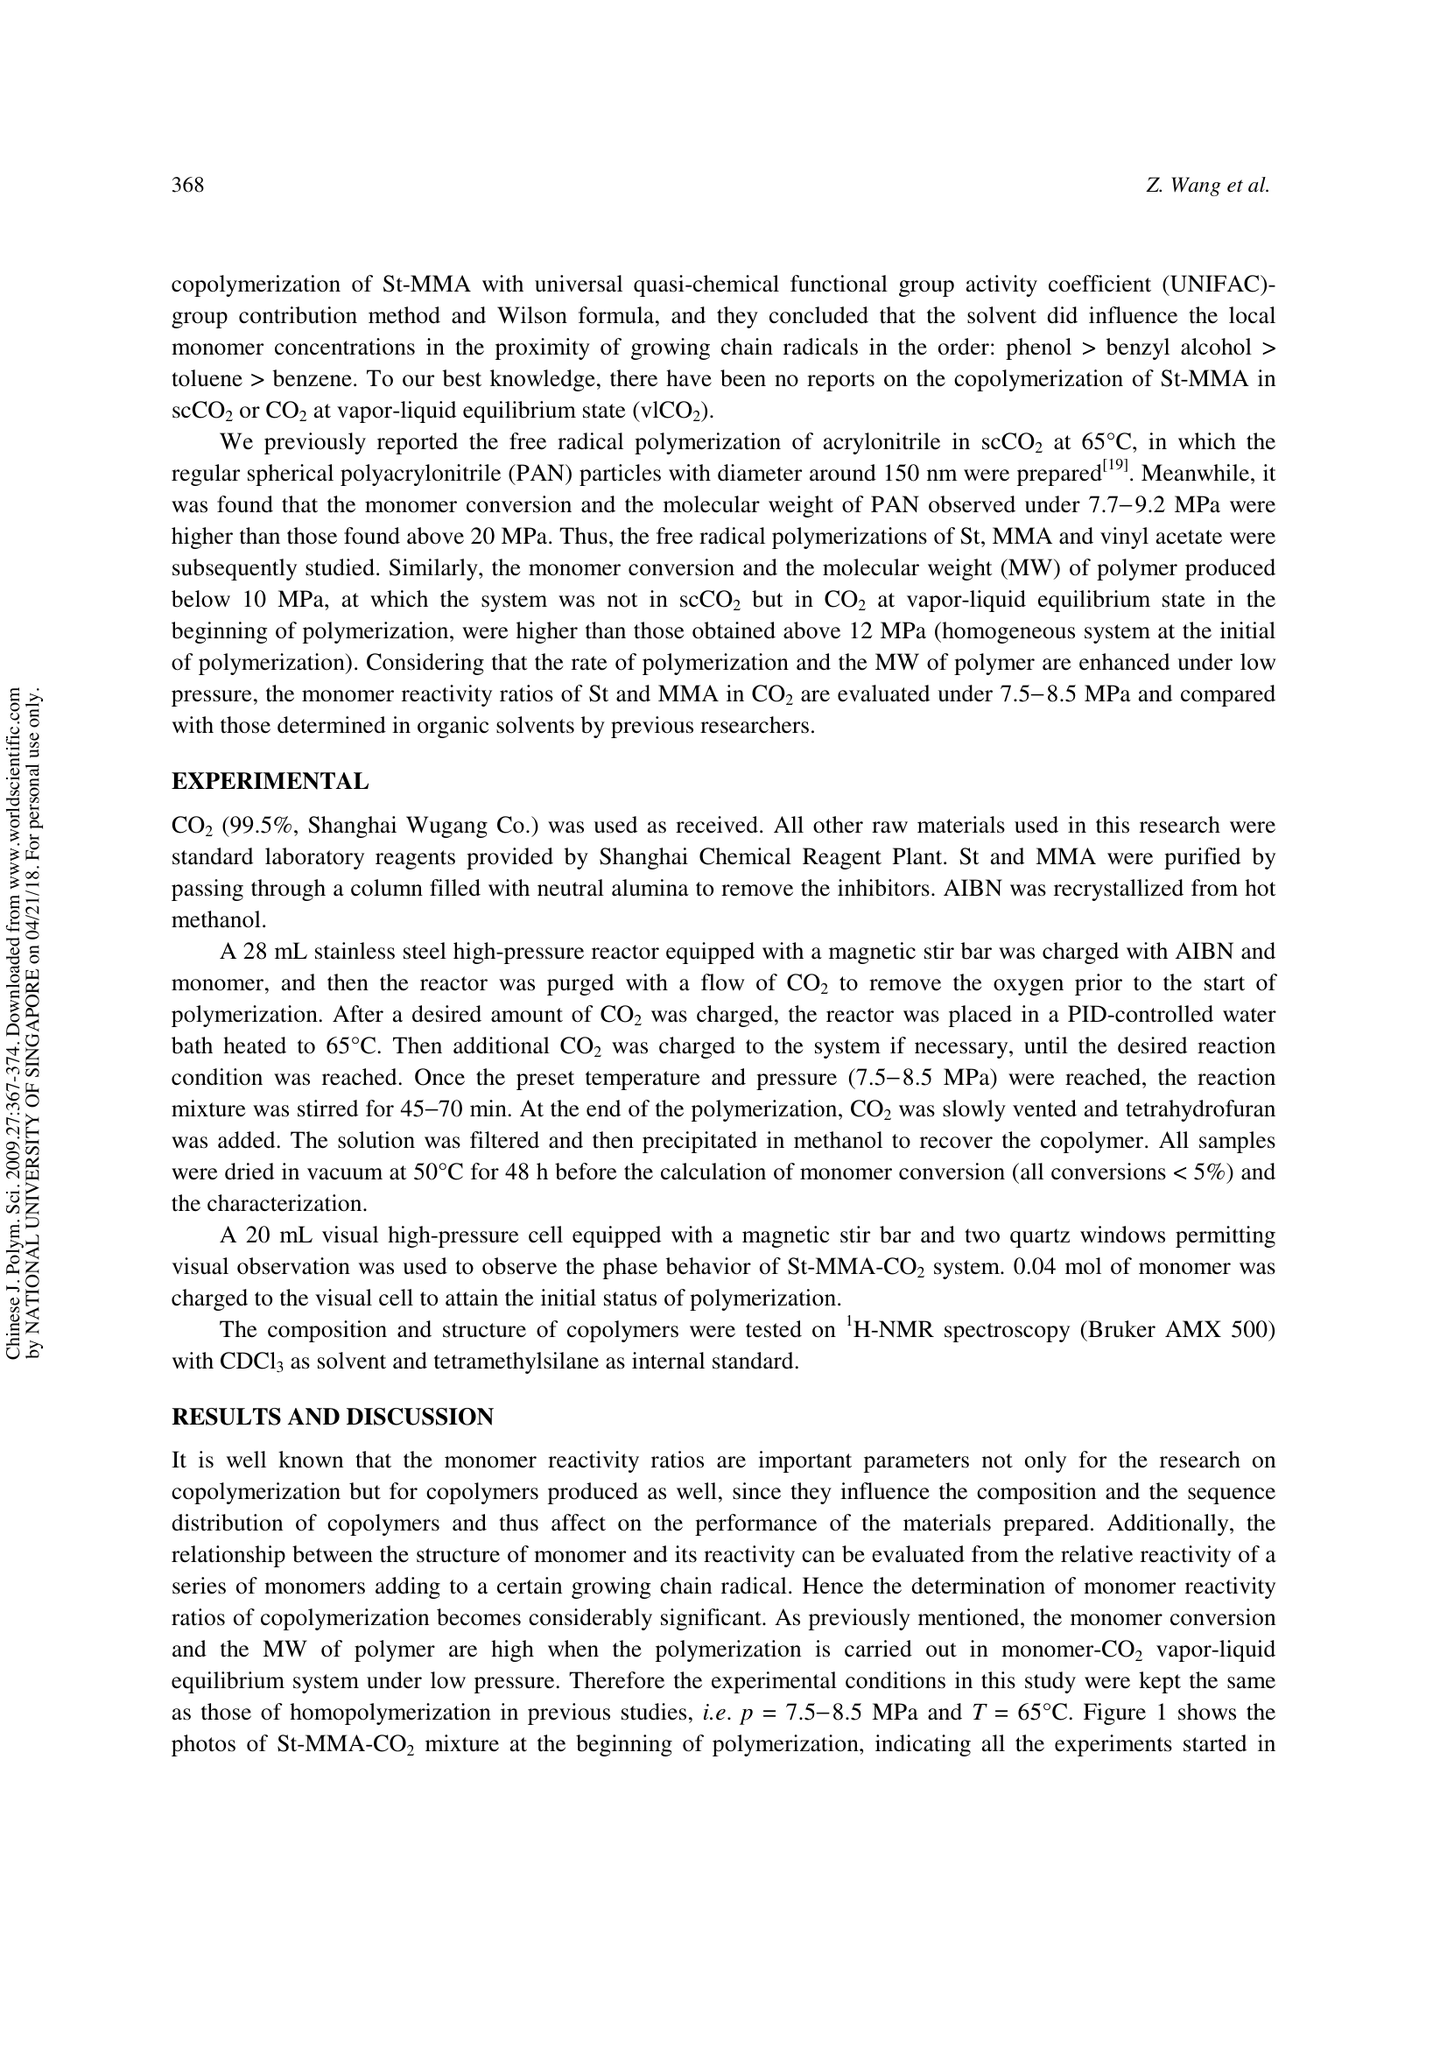 368
Z. Wang et al.
copolymerization of St-MMA with universal quasi-chemical functional group activity coefficient (UNIFAC)-
group contribution method and Wilson formula, and they concluded that the solvent did influence the local
monomer concentrations in the proximity of growing chain radicals in the order: phenol > benzyl alcohol >
toluene > benzene. To our best knowledge, there have been no reports on the copolymerization of St-MMA in
scCO₂ or CO₂ at vapor-liquid equilibrium state (vlCO₂).
We previously reported the free radical polymerization of acrylonitrile in scCO₂ at 65°C, in which the
regular spherical polyacrylonitrile (PAN) particles with diameter around 150 nm were prepared[19]. Meanwhile, it
was found that the monomer conversion and the molecular weight of PAN observed under 7.7−9.2 MPa were
higher than those found above 20 MPa. Thus, the free radical polymerizations of St, MMA and vinyl acetate were
subsequently studied. Similarly, the monomer conversion and the molecular weight (MW) of polymer produced
below 10 MPa, at which the system was not in scCO₂ but in CO₂ at vapor-liquid equilibrium state in the
beginning of polymerization, were higher than those obtained above 12 MPa (homogeneous system at the initial
of polymerization). Considering that the rate of polymerization and the MW of polymer are enhanced under low
pressure, the monomer reactivity ratios of St and MMA in CO₂ are evaluated under 7.5−8.5 MPa and compared
with those determined in organic solvents by previous researchers.
EXPERIMENTAL
CO₂ (99.5%, Shanghai Wugang Co.) was used as received. All other raw materials used in this research were
standard laboratory reagents provided by Shanghai Chemical Reagent Plant. St and MMA were purified by
passing through a column filled with neutral alumina to remove the inhibitors. AIBN was recrystallized from hot
methanol.
A 28 mL stainless steel high-pressure reactor equipped with a magnetic stir bar was charged with AIBN and
monomer, and then the reactor was purged with a flow of CO₂ to remove the oxygen prior to the start of
polymerization. After a desired amount of CO₂ was charged, the reactor was placed in a PID-controlled water
bath heated to 65°C. Then additional CO₂ was charged to the system if necessary, until the desired reaction
condition was reached. Once the preset temperature and pressure (7.5−8.5 MPa) were reached, the reaction
mixture was stirred for 45−70 min. At the end of the polymerization, CO₂ was slowly vented and tetrahydrofuran
was added. The solution was filtered and then precipitated in methanol to recover the copolymer. All samples
were dried in vacuum at 50°C for 48 h before the calculation of monomer conversion (all conversions < 5%) and
the characterization.
A 20 mL visual high-pressure cell equipped with a magnetic stir bar and two quartz windows permitting
visual observation was used to observe the phase behavior of St-MMA-CO₂ system. 0.04 mol of monomer was
charged to the visual cell to attain the initial status of polymerization.
The composition and structure of copolymers were tested on ¹H-NMR spectroscopy (Bruker AMX 500)
with CDCl₃ as solvent and tetramethylsilane as internal standard.
RESULTS AND DISCUSSION
It is well known that the monomer reactivity ratios are important parameters not only for the research on
copolymerization but for copolymers produced as well, since they influence the composition and the sequence
distribution of copolymers and thus affect on the performance of the materials prepared. Additionally, the
relationship between the structure of monomer and its reactivity can be evaluated from the relative reactivity of a
series of monomers adding to a certain growing chain radical. Hence the determination of monomer reactivity
ratios of copolymerization becomes considerably significant. As previously mentioned, the monomer conversion
and the MW of polymer are high when the polymerization is carried out in monomer-CO₂ vapor-liquid
equilibrium system under low pressure. Therefore the experimental conditions in this study were kept the same
as those of homopolymerization in previous studies, i.e. p = 7.5−8.5 MPa and T = 65°C. Figure 1 shows the
photos of St-MMA-CO₂ mixture at the beginning of polymerization, indicating all the experiments started in
Chinese J. Polym. Sci. 2009.27:367-374. Downloaded from www.worldscientific.com
by NATIONAL UNIVERSITY OF SINGAPORE on 04/21/18. For personal use only.